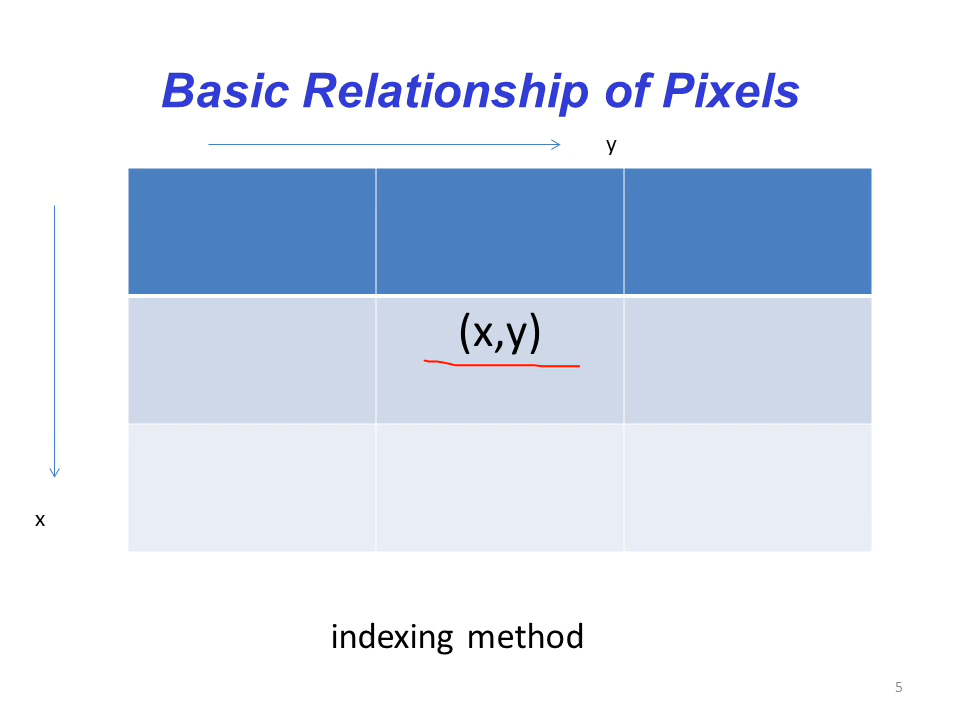 Basic Relationship of Pixels
y
(x,y)
x
indexing method
5